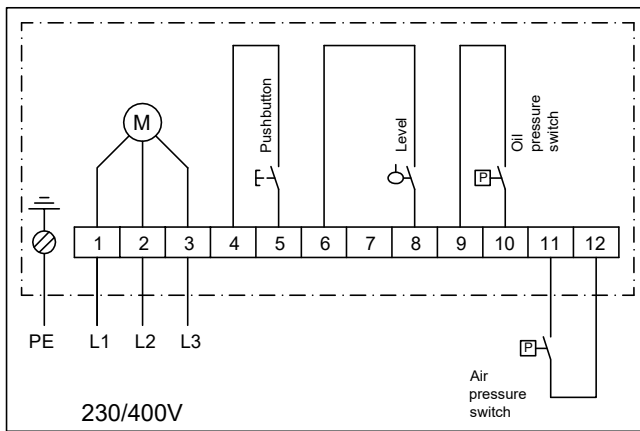 M
Pushbutton
Level
Oil
pressure
switch
P
P
1 2 3 4 5 6 7 8 9 10 11 12
PE L1 L2 L3
P
Air
pressure
switch
230/400V